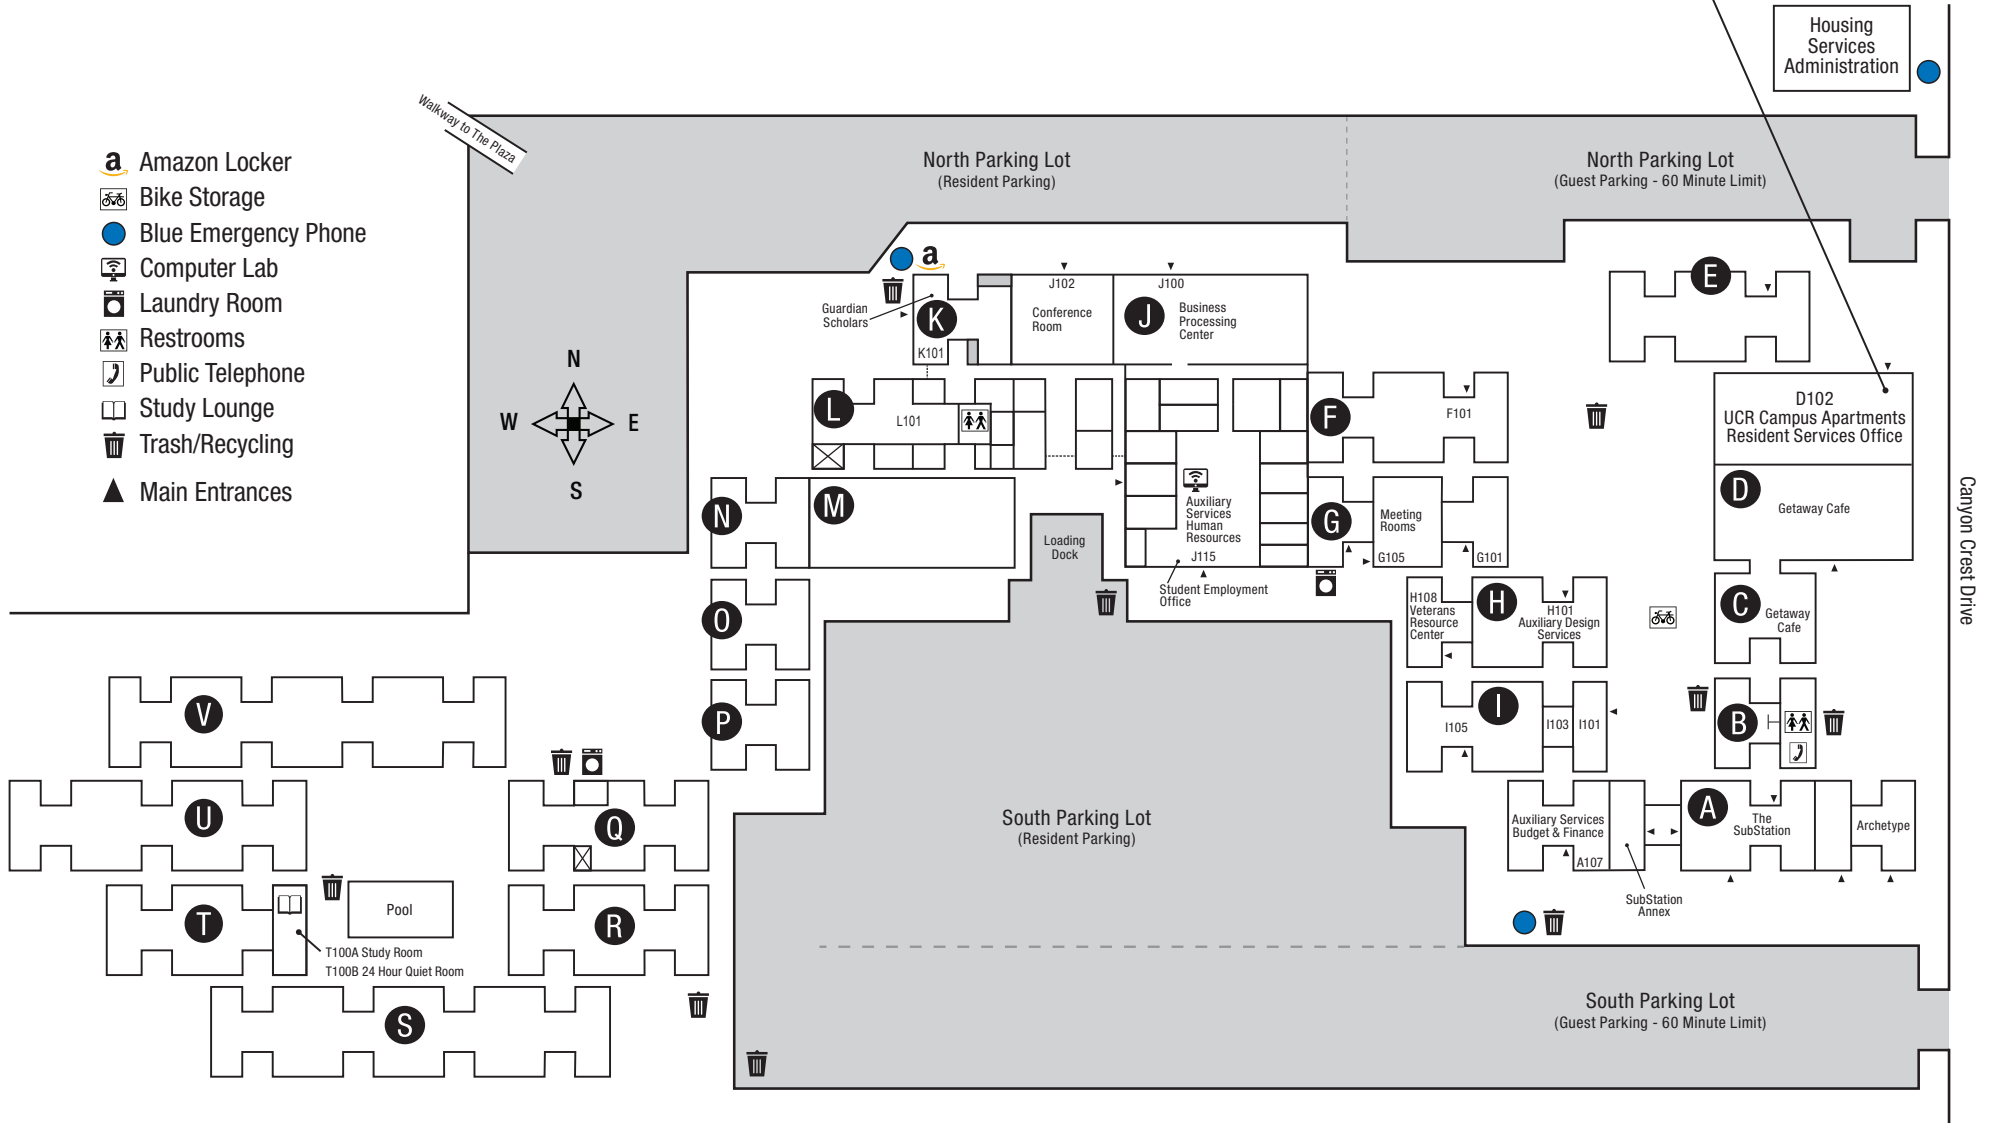 Housing
Services
Administration
Walkway to The Plaza
a Amazon Locker
Bike Storage
Blue Emergency Phone
Computer Lab
Laundry Room
Restrooms
Public Telephone
Study Lounge
Trash/Recycling
Main Entrances
N
W E
S
North Parking Lot
(Resident Parking)
North Parking Lot
(Guest Parking - 60 Minute Limit)
a
Guardian
Scholars
K
K101
J102
Conference
Room
J100
J
Business
Processing
Center
E
L
L101
F
F101
D102
UCR Campus Apartments
Resident Services Office
D
Getaway Cafe
Canyon Crest Drive
N
M
Loading
Dock
Auxiliary
Services
Human
Resources
J115
Student Employment
Office
G
Meeting
Rooms
G105
G101
H108
Veterans
Resource
Center
H
H101
Auxiliary Design
Services
C
Getaway
Cafe
O
P
I
I105
I103
I101
B
V
U
Q
T
Pool
R
T100A Study Room
T100B 24 Hour Quiet Room
S
South Parking Lot
(Resident Parking)
Auxiliary Services
Budget & Finance
A107
A
The
SubStation
Archetype
SubStation
Annex
South Parking Lot
(Guest Parking - 60 Minute Limit)